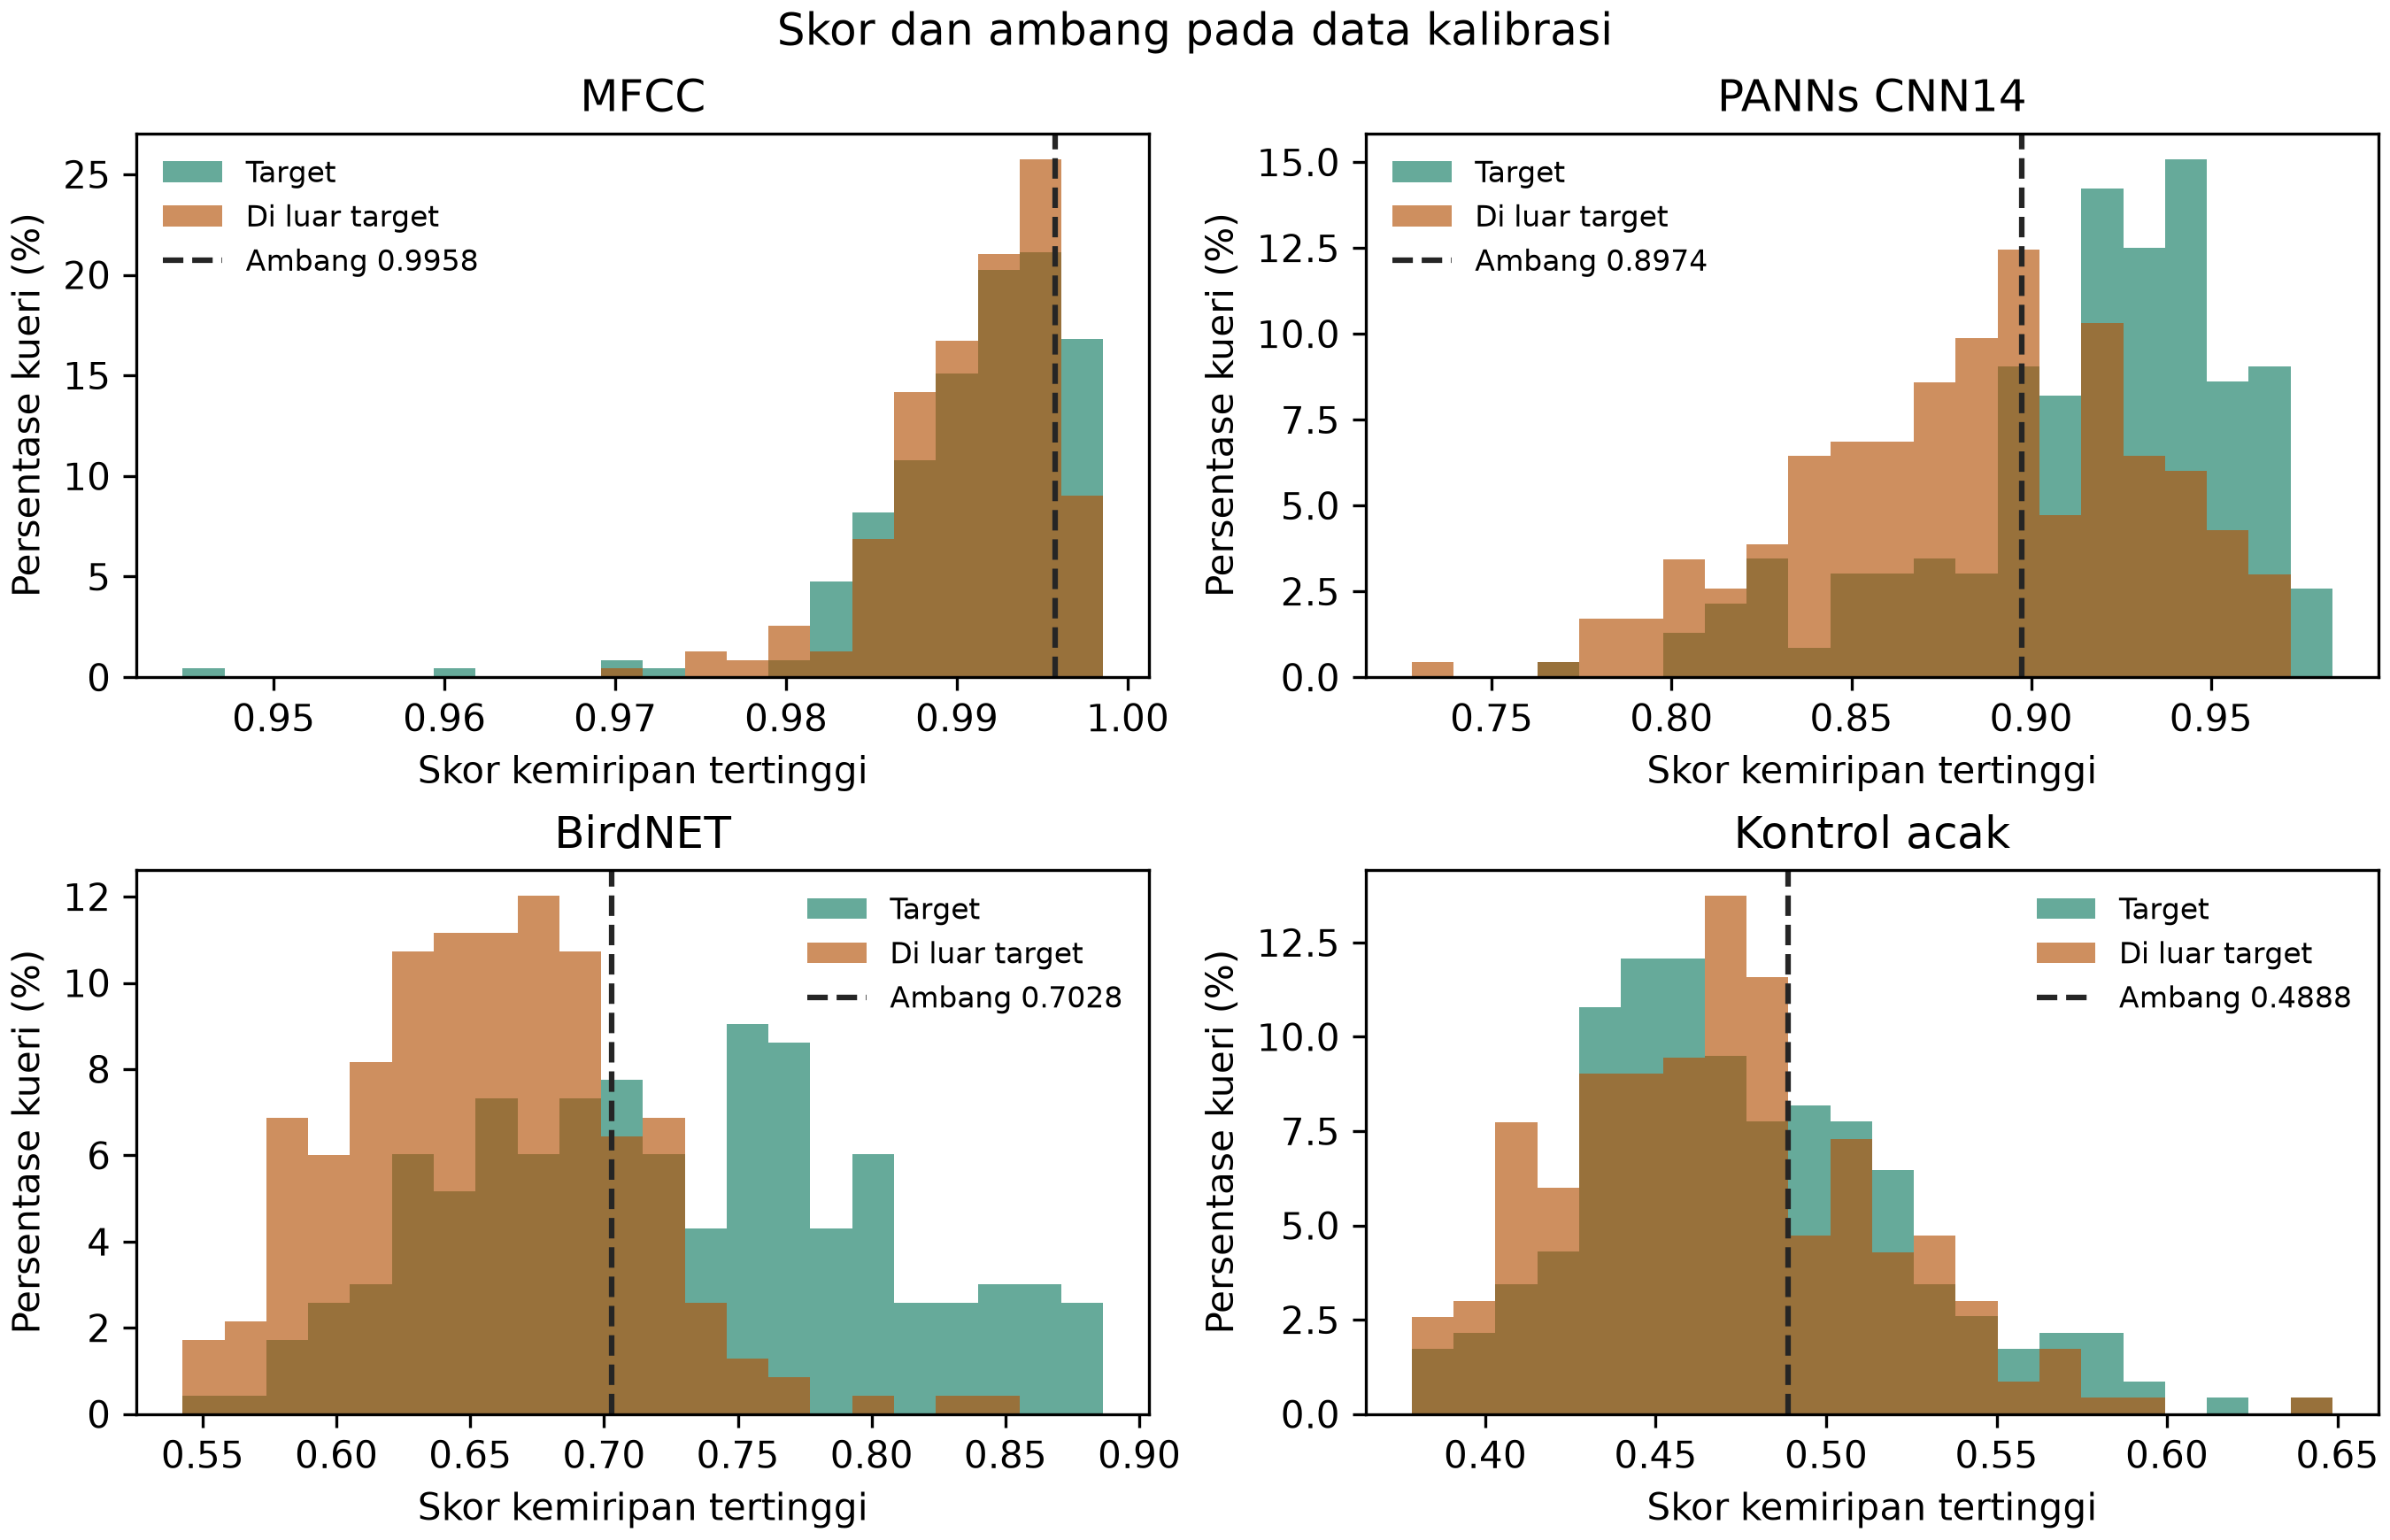 Skor dan ambang pada data kalibrasi
MFCC
Persentase kueri (%)
25
20
15
10
5
0
Target
Di luar target
Ambang 0.9958
0.95 0.96 0.97 0.98 0.99 1.00
Skor kemiripan tertinggi
PANNs CNN14
Persentase kueri (%)
15.0
12.5
10.0
7.5
5.0
2.5
0.0
Target
Di luar target
Ambang 0.8974
0.75 0.80 0.85 0.90 0.95
Skor kemiripan tertinggi
BirdNET
Persentase kueri (%)
12
10
8
6
4
2
0
Target
Di luar target
Ambang 0.7028
0.55 0.60 0.65 0.70 0.75 0.80 0.85 0.90
Skor kemiripan tertinggi
Kontrol acak
Persentase kueri (%)
12.5
10.0
7.5
5.0
2.5
0.0
Target
Di luar target
Ambang 0.4888
0.40 0.45 0.50 0.55 0.60 0.65
Skor kemiripan tertinggi